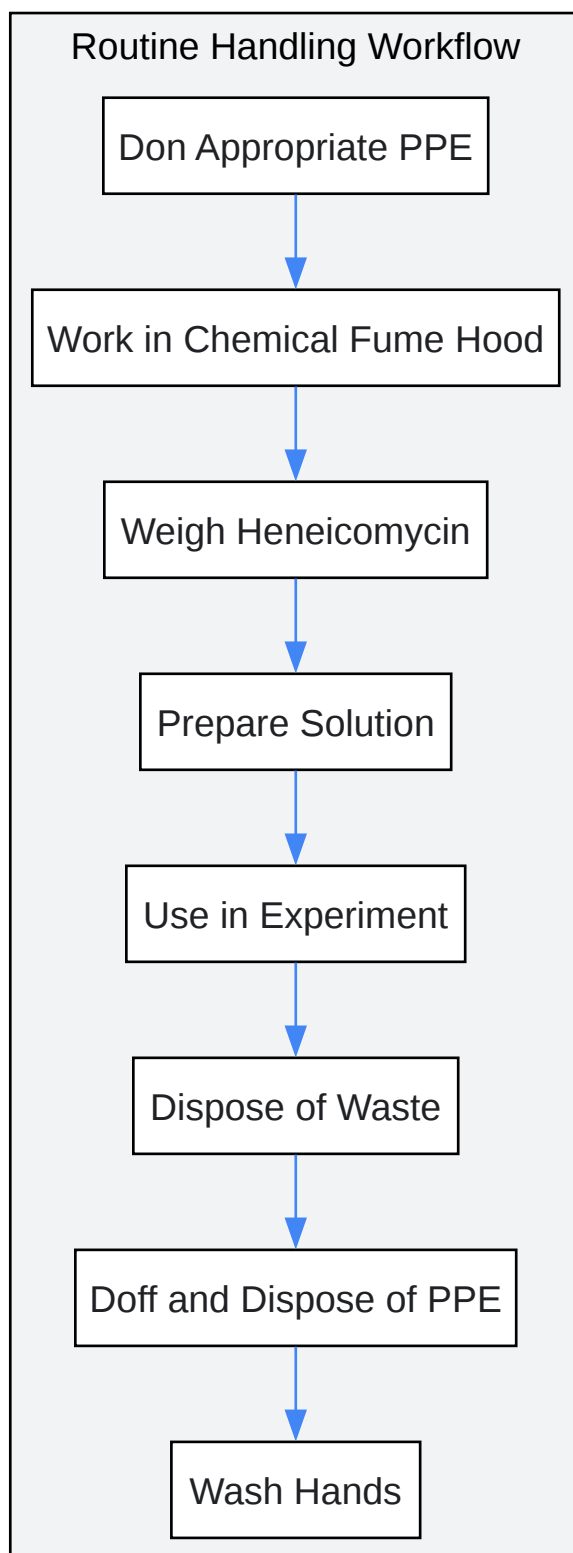 Routine Handling Workflow
Don Appropriate PPE
Work in Chemical Fume Hood
Weigh Heneicomycin
Prepare Solution
Use in Experiment
Dispose of Waste
Doff and Dispose of PPE
Wash Hands